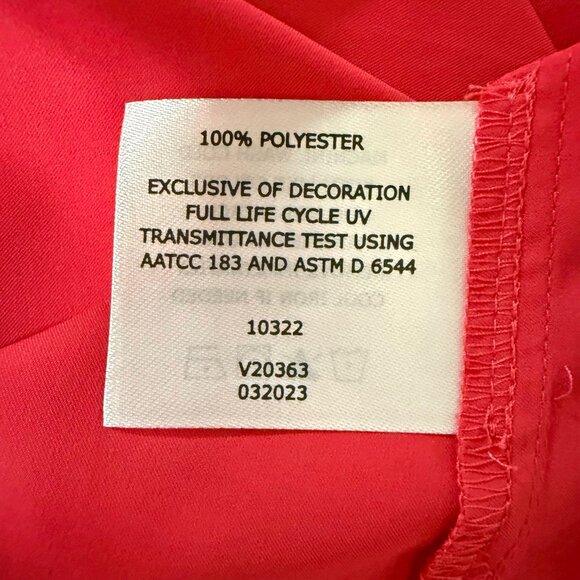 100% POLYESTER
EXCLUSIVE OF DECORATION
FULL LIFE CYCLE UV
TRANSMITTANCE TEST USING
AATCC 183 AND ASTM D 6544
10322
V20363
032023